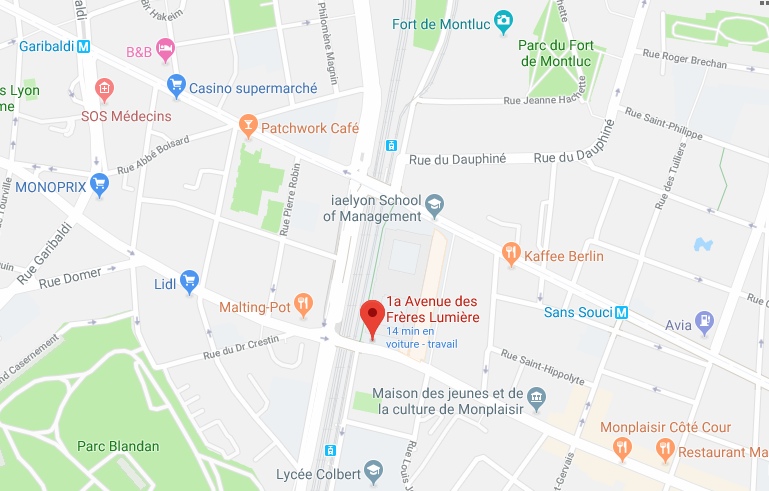 Bir Hakeim
Philomène Magnin
Fort de Montluc
Parc du Fort
de Montluc
Rue Roger Brechan
Garibaldi M
B&B
s Lyon
me
SOS Médecins
Casino supermarché
Patchwork Café
Rue Jeanne Hachette
Rue Saint-Philippe
Rue Abbé Boisard
Rue du Dauphiné
Rue du Dauphiné
Rue des Tuiliers
MONOPRIX
Rue Pierre Robin
iaelyon School
of Management
Rue Garibaldi
Kaffee Berlin
Rue Domer
Lidl
Malting-Pot
1a Avenue des
Frères Lumière
14 min en
voiture - travail
Sans Souci M
Avia
Rue du Dr Crestin
Rue Saint-Hippolyte
nd Casernement
Maison des jeunes et de
la culture de Monplaisir
Parc Blandan
Monplaisir Côté Cour
Restaurant Ma
Lycée Colbert
Rue Louis J
t-Gervais